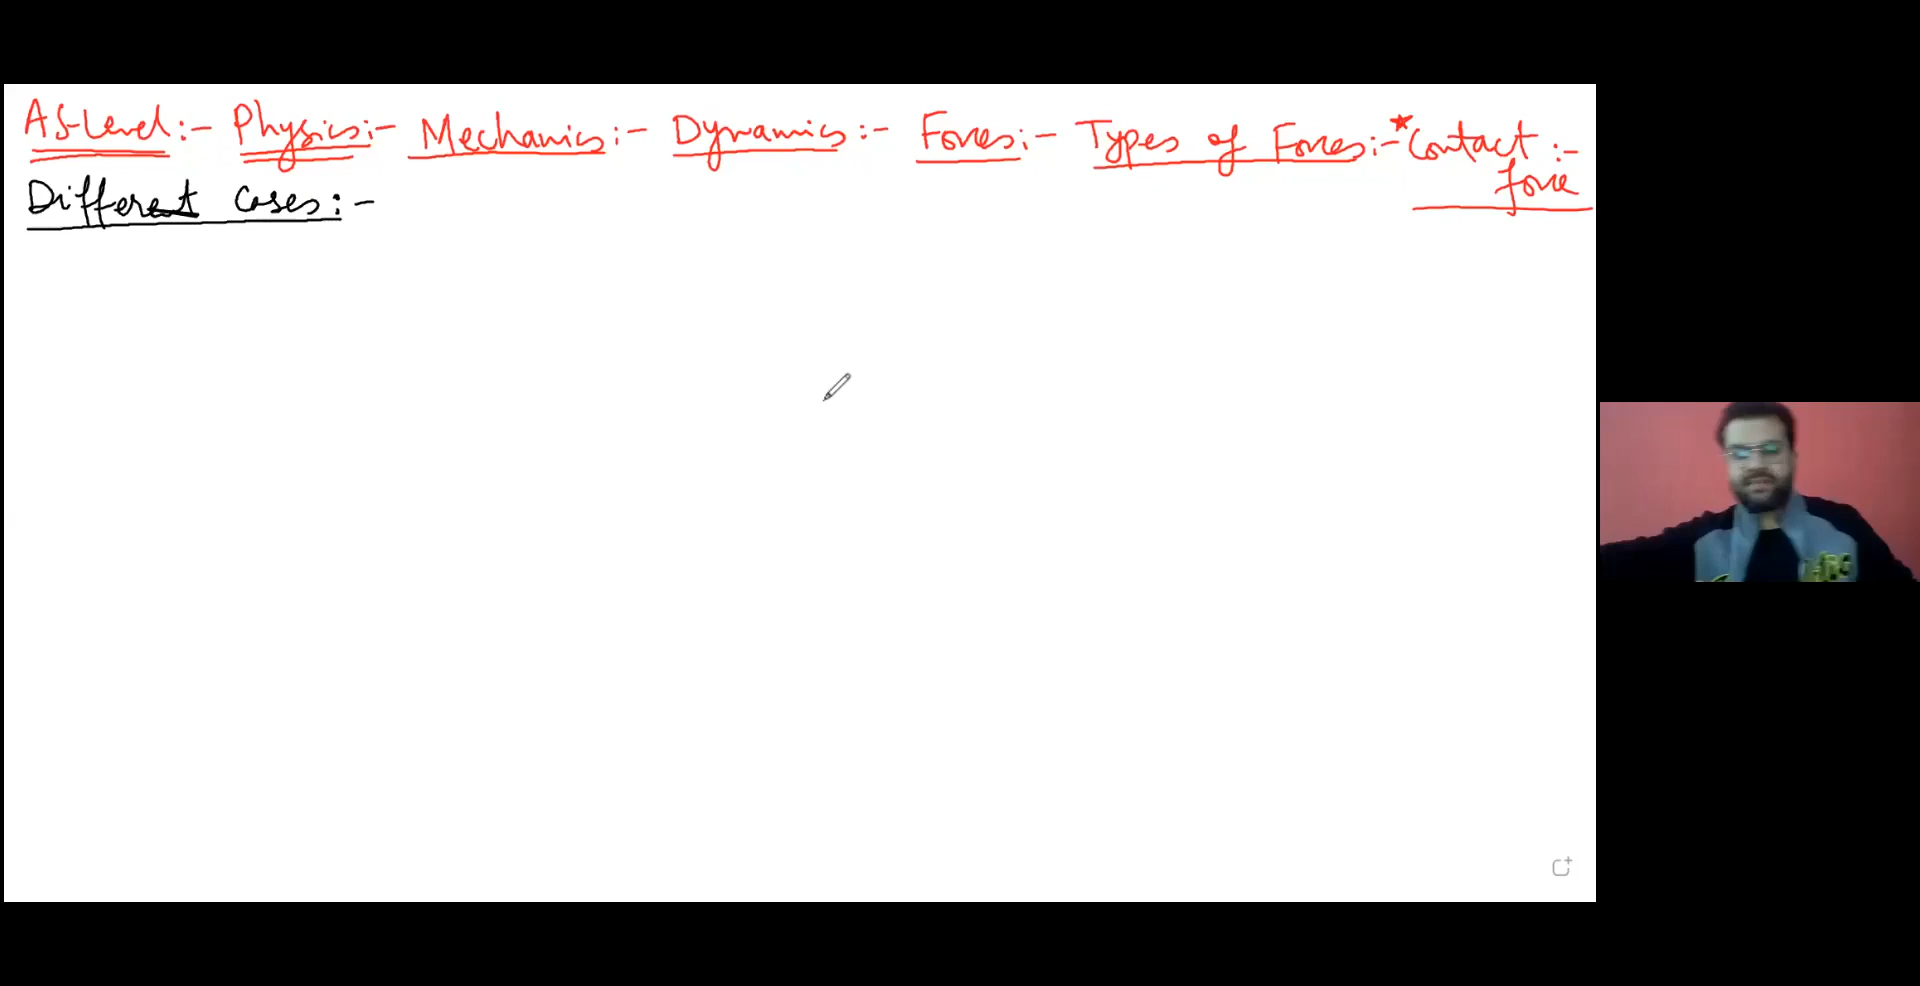 AS-Level:- Physics:- Mechanics:- Dynamics:- Forces:- Types of Forces:- *Contact :-
force
Different Cases:-